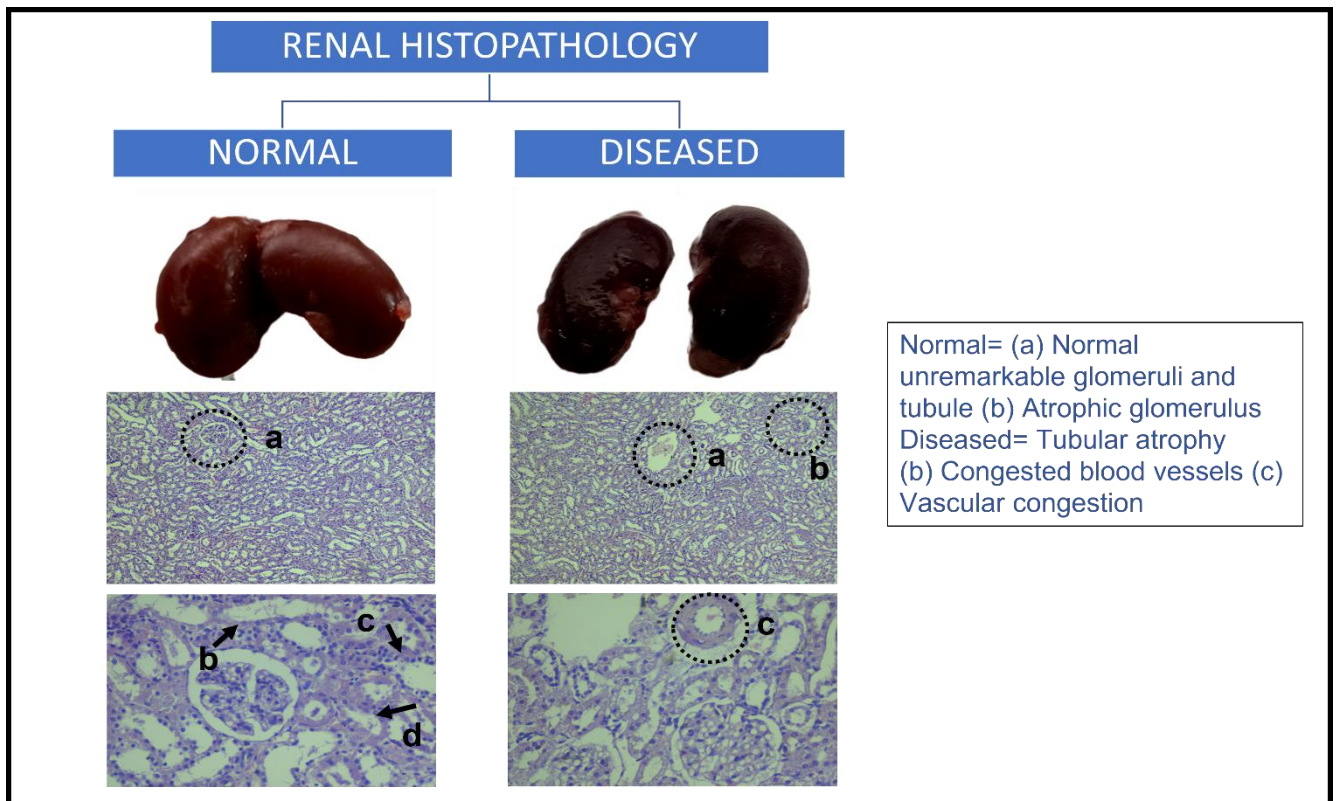 RENAL HISTOPATHOLOGY
NORMAL
DISEASED
a
a
b
b
c
d
c
Normal= (a) Normal
unremarkable glomeruli and
tubule (b) Atrophic glomerulus
Diseased= Tubular atrophy
(b) Congested blood vessels (c)
Vascular congestion